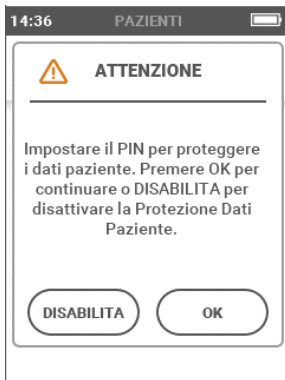 14:36 PAZIENTI
ATTENZIONE
Impostare il PIN per proteggere
i dati paziente. Premere OK per
continuare o DISABILITA per
disattivare la Protezione Dati
Paziente.
DISABILITA OK